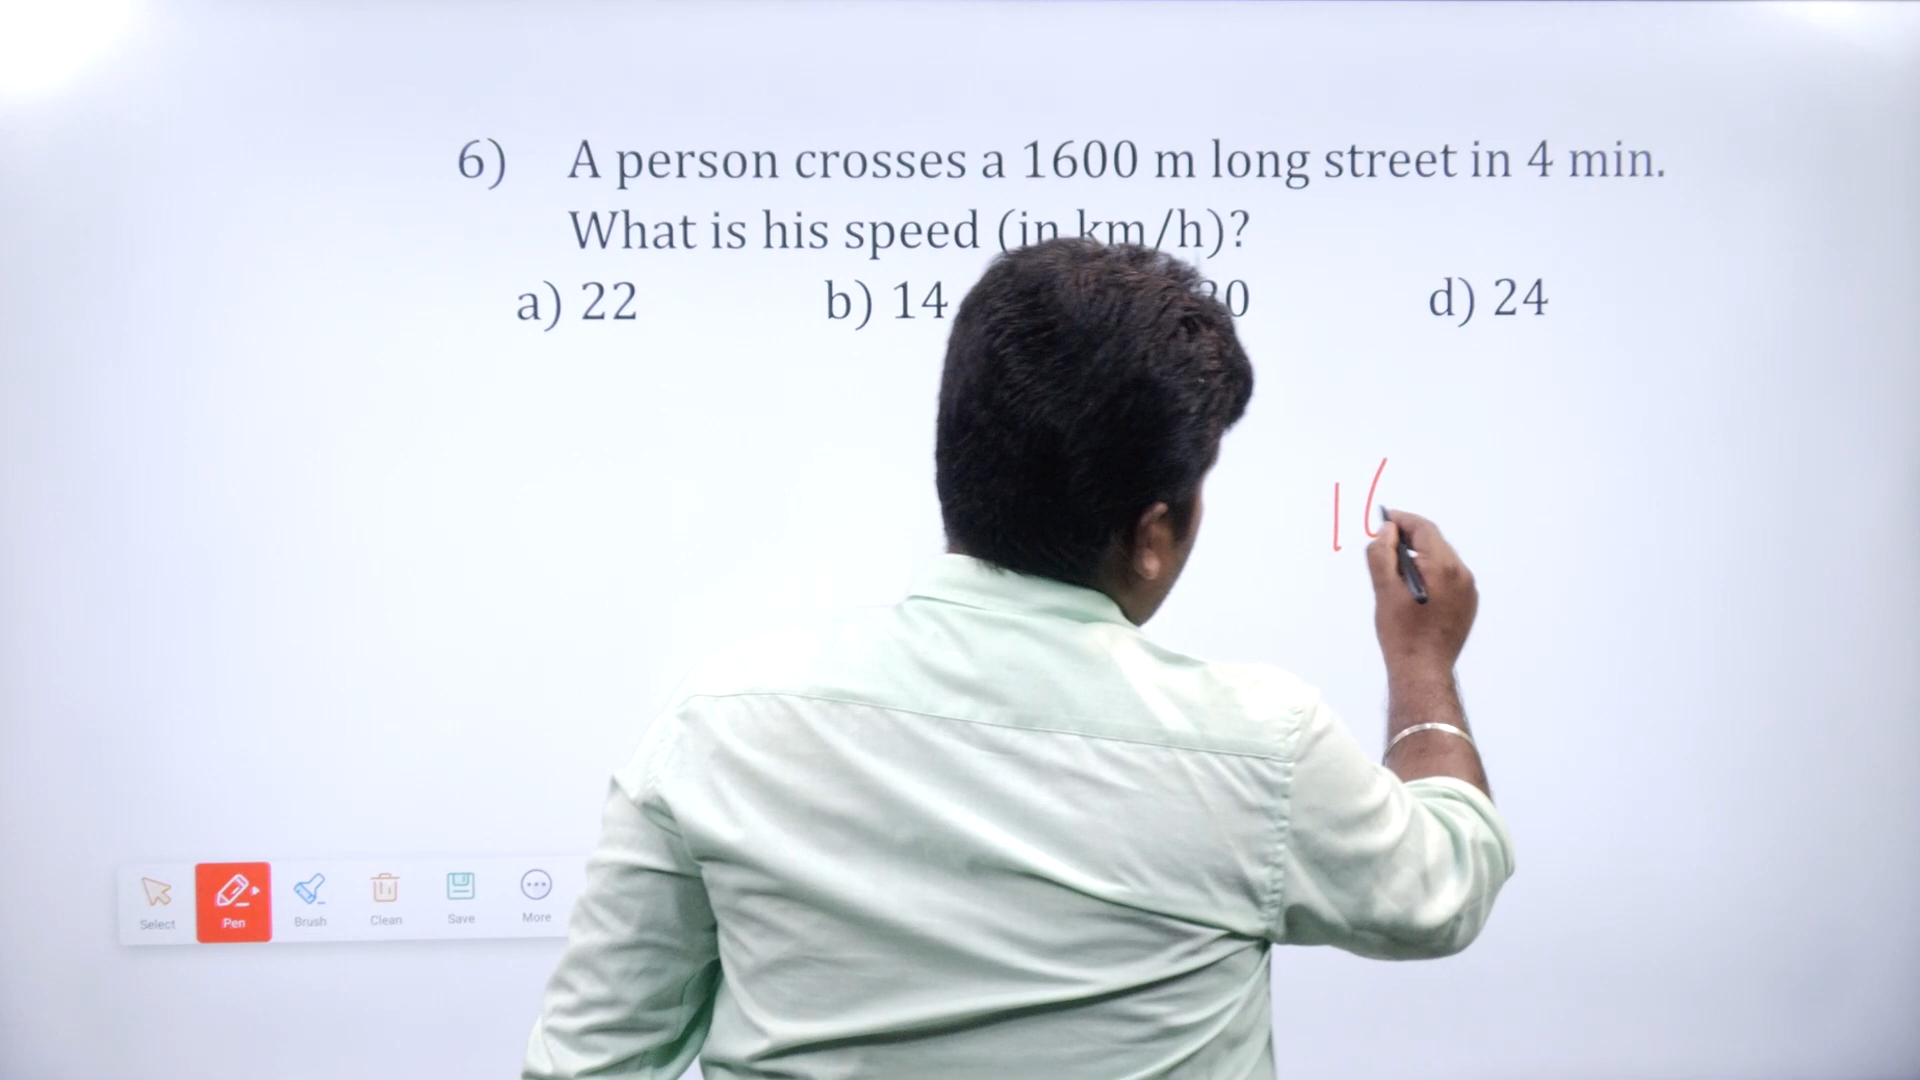 6) A person crosses a 1600 m long street in 4 min.
What is his speed (in km/h)?
a) 22 b) 14 20 d) 24
16
Select Pen Brush Clean Save More